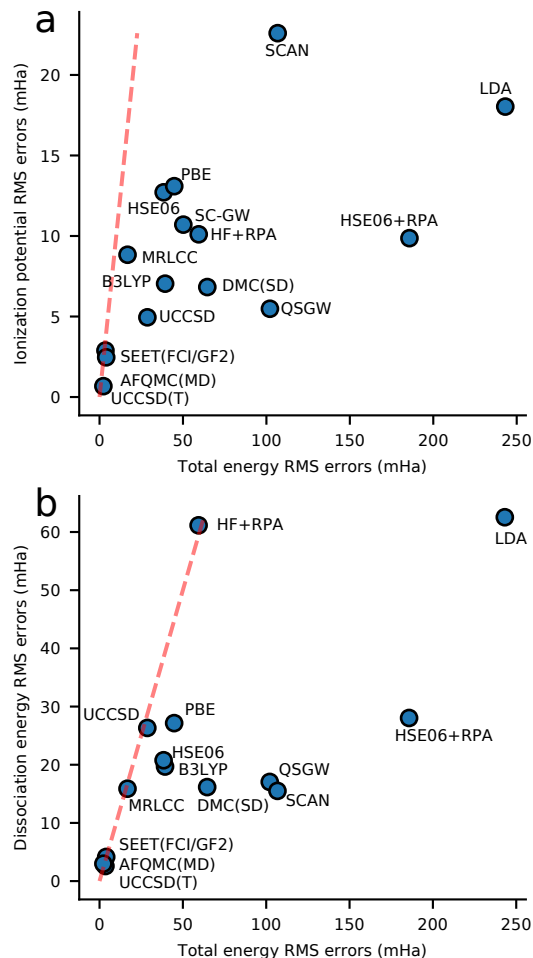 a
Ionization potential RMS errors (mHa)
20
15
10
5
0
SCAN
LDA
PBE
HSE06
SC-GW
HF+RPA
HSE06+RPA
MRLCC
B3LYP
DMC(SD)
QSGW
UCCSD
SEET(FCI/GF2)
AFQMC(MD)
UCCSD(T)
0 50 100 150 200 250
Total energy RMS errors (mHa)
b
Dissociation energy RMS errors (mHa)
60
50
40
30
20
10
0
HF+RPA
LDA
UCCSD
PBE
HSE06+RPA
HSE06
B3LYP
QSGW
MRLCC
DMC(SD)
SCAN
SEET(FCI/GF2)
AFQMC(MD)
UCCSD(T)
0 50 100 150 200 250
Total energy RMS errors (mHa)